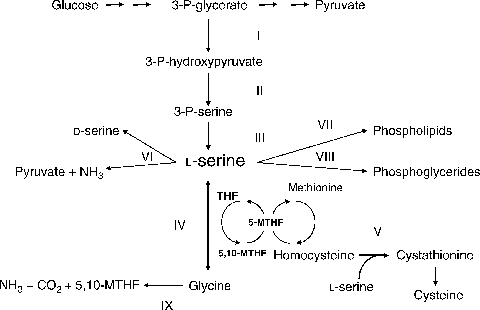 Glucose 3-P-glycerate Pyruvate
I
3-P-hydroxypyruvate
II
3-P-serine
III
D-serine
VII
Phospholipids
VI
L-serine
VIII
Pyruvate + NH3
Phosphoglycerides
Methionine
THF
IV
5-MTHF
V
5,10-MTHF
Homocysteine
Cystathionine
NH3 – CO2 + 5,10-MTHF
Glycine
L-serine
IX
Cysteine